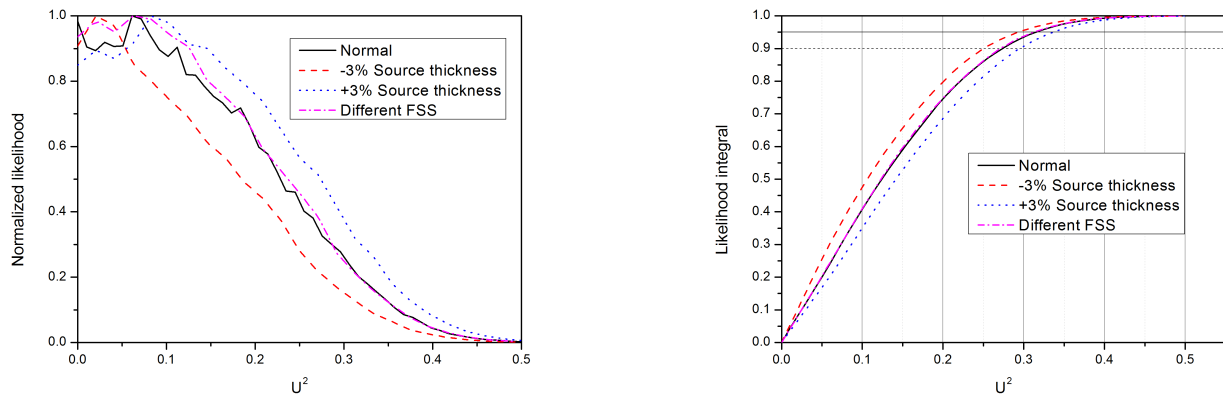 1.0
0.8
0.6
0.4
0.2
0.0
Normalized likelihood
0.0
0.1
0.2
0.3
0.4
0.5
U²
Normal
-3% Source thickness
+3% Source thickness
Different FSS
1.0
0.9
0.8
0.7
0.6
0.5
0.4
0.3
0.2
0.1
0.0
Likelihood integral
0.0
0.1
0.2
0.3
0.4
0.5
U²
Normal
-3% Source thickness
+3% Source thickness
Different FSS